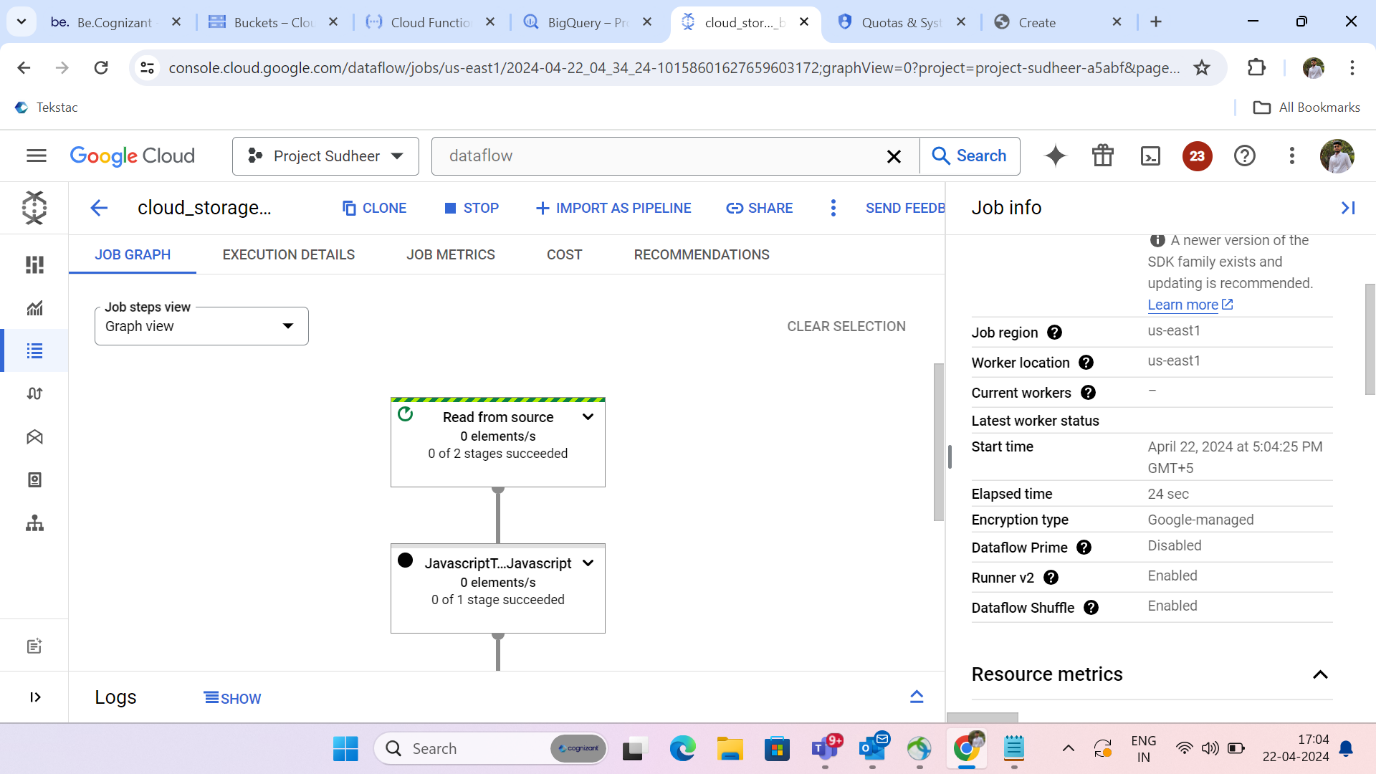 be. Be.Cognizant
Buckets – Clou
Cloud Functio
BigQuery – Pr
cloud_stor..._b
Quotas & Syst
Create
console.cloud.google.com/dataflow/jobs/us-east1/2024-04-22_04_34_24-10158601627659603172;graphView=0?project=project-sudheer-a5abf&page...
Tekstac
All Bookmarks
Google Cloud
Project Sudheer
dataflow
Search
23
cloud_storage...
CLONE
STOP
IMPORT AS PIPELINE
SHARE
SEND FEEDB
JOB GRAPH
EXECUTION DETAILS
JOB METRICS
COST
RECOMMENDATIONS
Job steps view
Graph view
CLEAR SELECTION
Read from source
0 elements/s
0 of 2 stages succeeded
JavascriptT...Javascript
0 elements/s
0 of 1 stage succeeded
Logs
SHOW
Job info
A newer version of the
SDK family exists and
updating is recommended.
Learn more
Job region us-east1
Worker location us-east1
Current workers –
Latest worker status
Start time April 22, 2024 at 5:04:25 PM
GMT+5
Elapsed time 24 sec
Encryption type Google-managed
Dataflow Prime Disabled
Runner v2 Enabled
Dataflow Shuffle Enabled
Resource metrics
Search
cognizant
9+
ENG
IN
17:04
22-04-2024